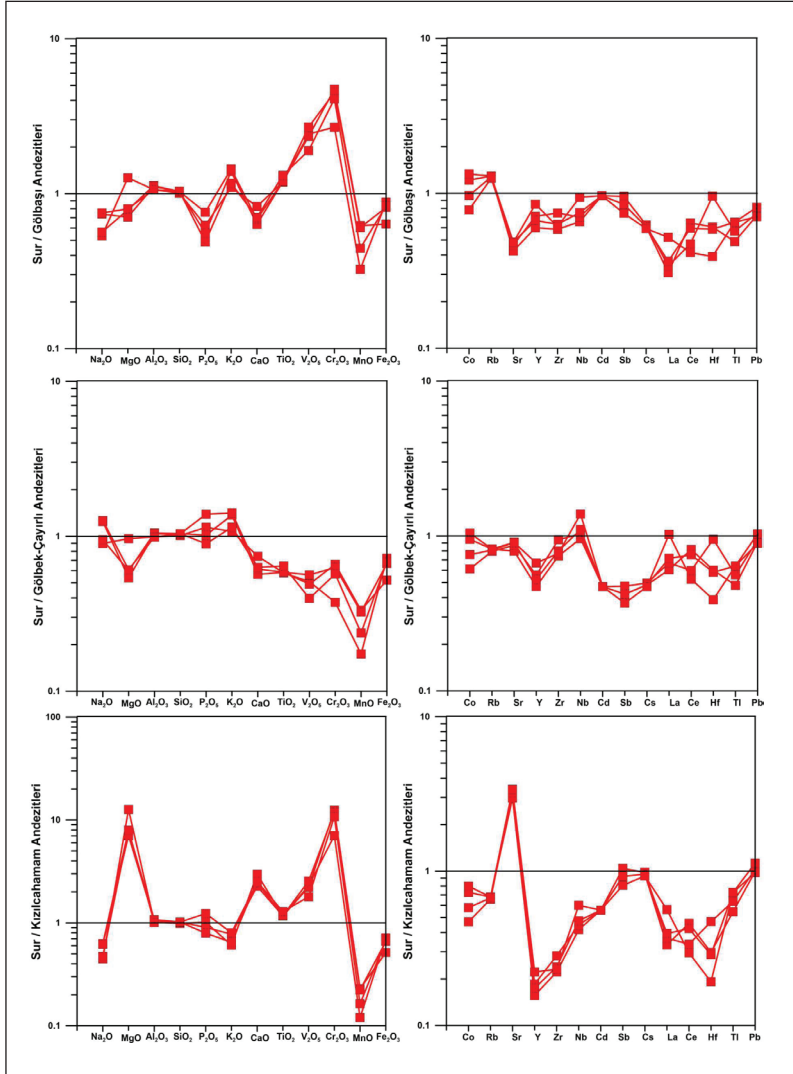 10
1
0.1
Sur / Gölbaşı Andezitleri
Na₂O MgO Al₂O₃ SiO₂ P₂O₅ K₂O CaO TiO₂ V₂O₅ Cr₂O₃ MnO Fe₂O₃
10
1
0.1
Sur / Gölbaşı Andezitleri
Co Rb Sr Y Zr Nb Cd Sb Cs La Ce Hf Tl Pb
10
1
0.1
Sur / Gölbek-Çayırlı Andezitleri
Na₂O MgO Al₂O₃ SiO₂ P₂O₅ K₂O CaO TiO₂ V₂O₅ Cr₂O₃ MnO Fe₂O₃
10
1
0.1
Sur / Gölbek-Çayırlı Andezitleri
Co Rb Sr Y Zr Nb Cd Sb Cs La Ce Hf Tl Pb
100
10
1
0.1
Sur / Kızılcahamam Andezitleri
Na₂O MgO Al₂O₃ SiO₂ P₂O₅ K₂O CaO TiO₂ V₂O₅ Cr₂O₃ MnO Fe₂O₃
10
1
0.1
Sur / Kızılcahamam Andezitleri
Co Rb Sr Y Zr Nb Cd Sb Cs La Ce Hf Tl Pb